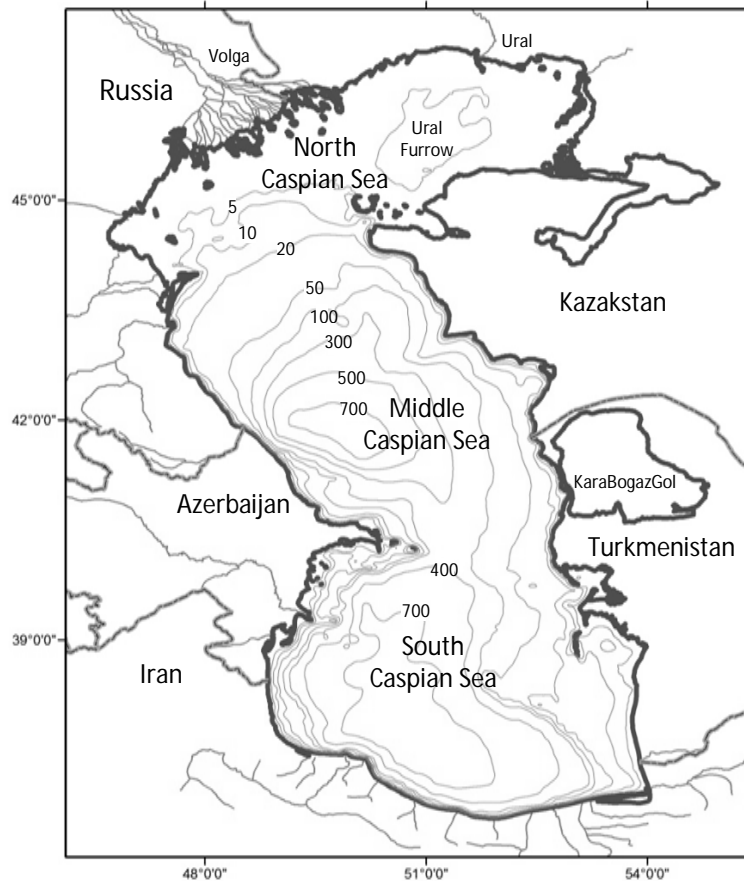 Volga
Ural
Russia
Ural
Furrow
North
Caspian Sea
45°0'0"
5
10
20
50
100
300
500
700
Kazakstan
Middle
Caspian Sea
42°0'0"
KaraBogazGol
Azerbaijan
Turkmenistan
400
700
39°0'0"
South
Caspian Sea
Iran
48°0'0"
51°0'0"
54°0'0"